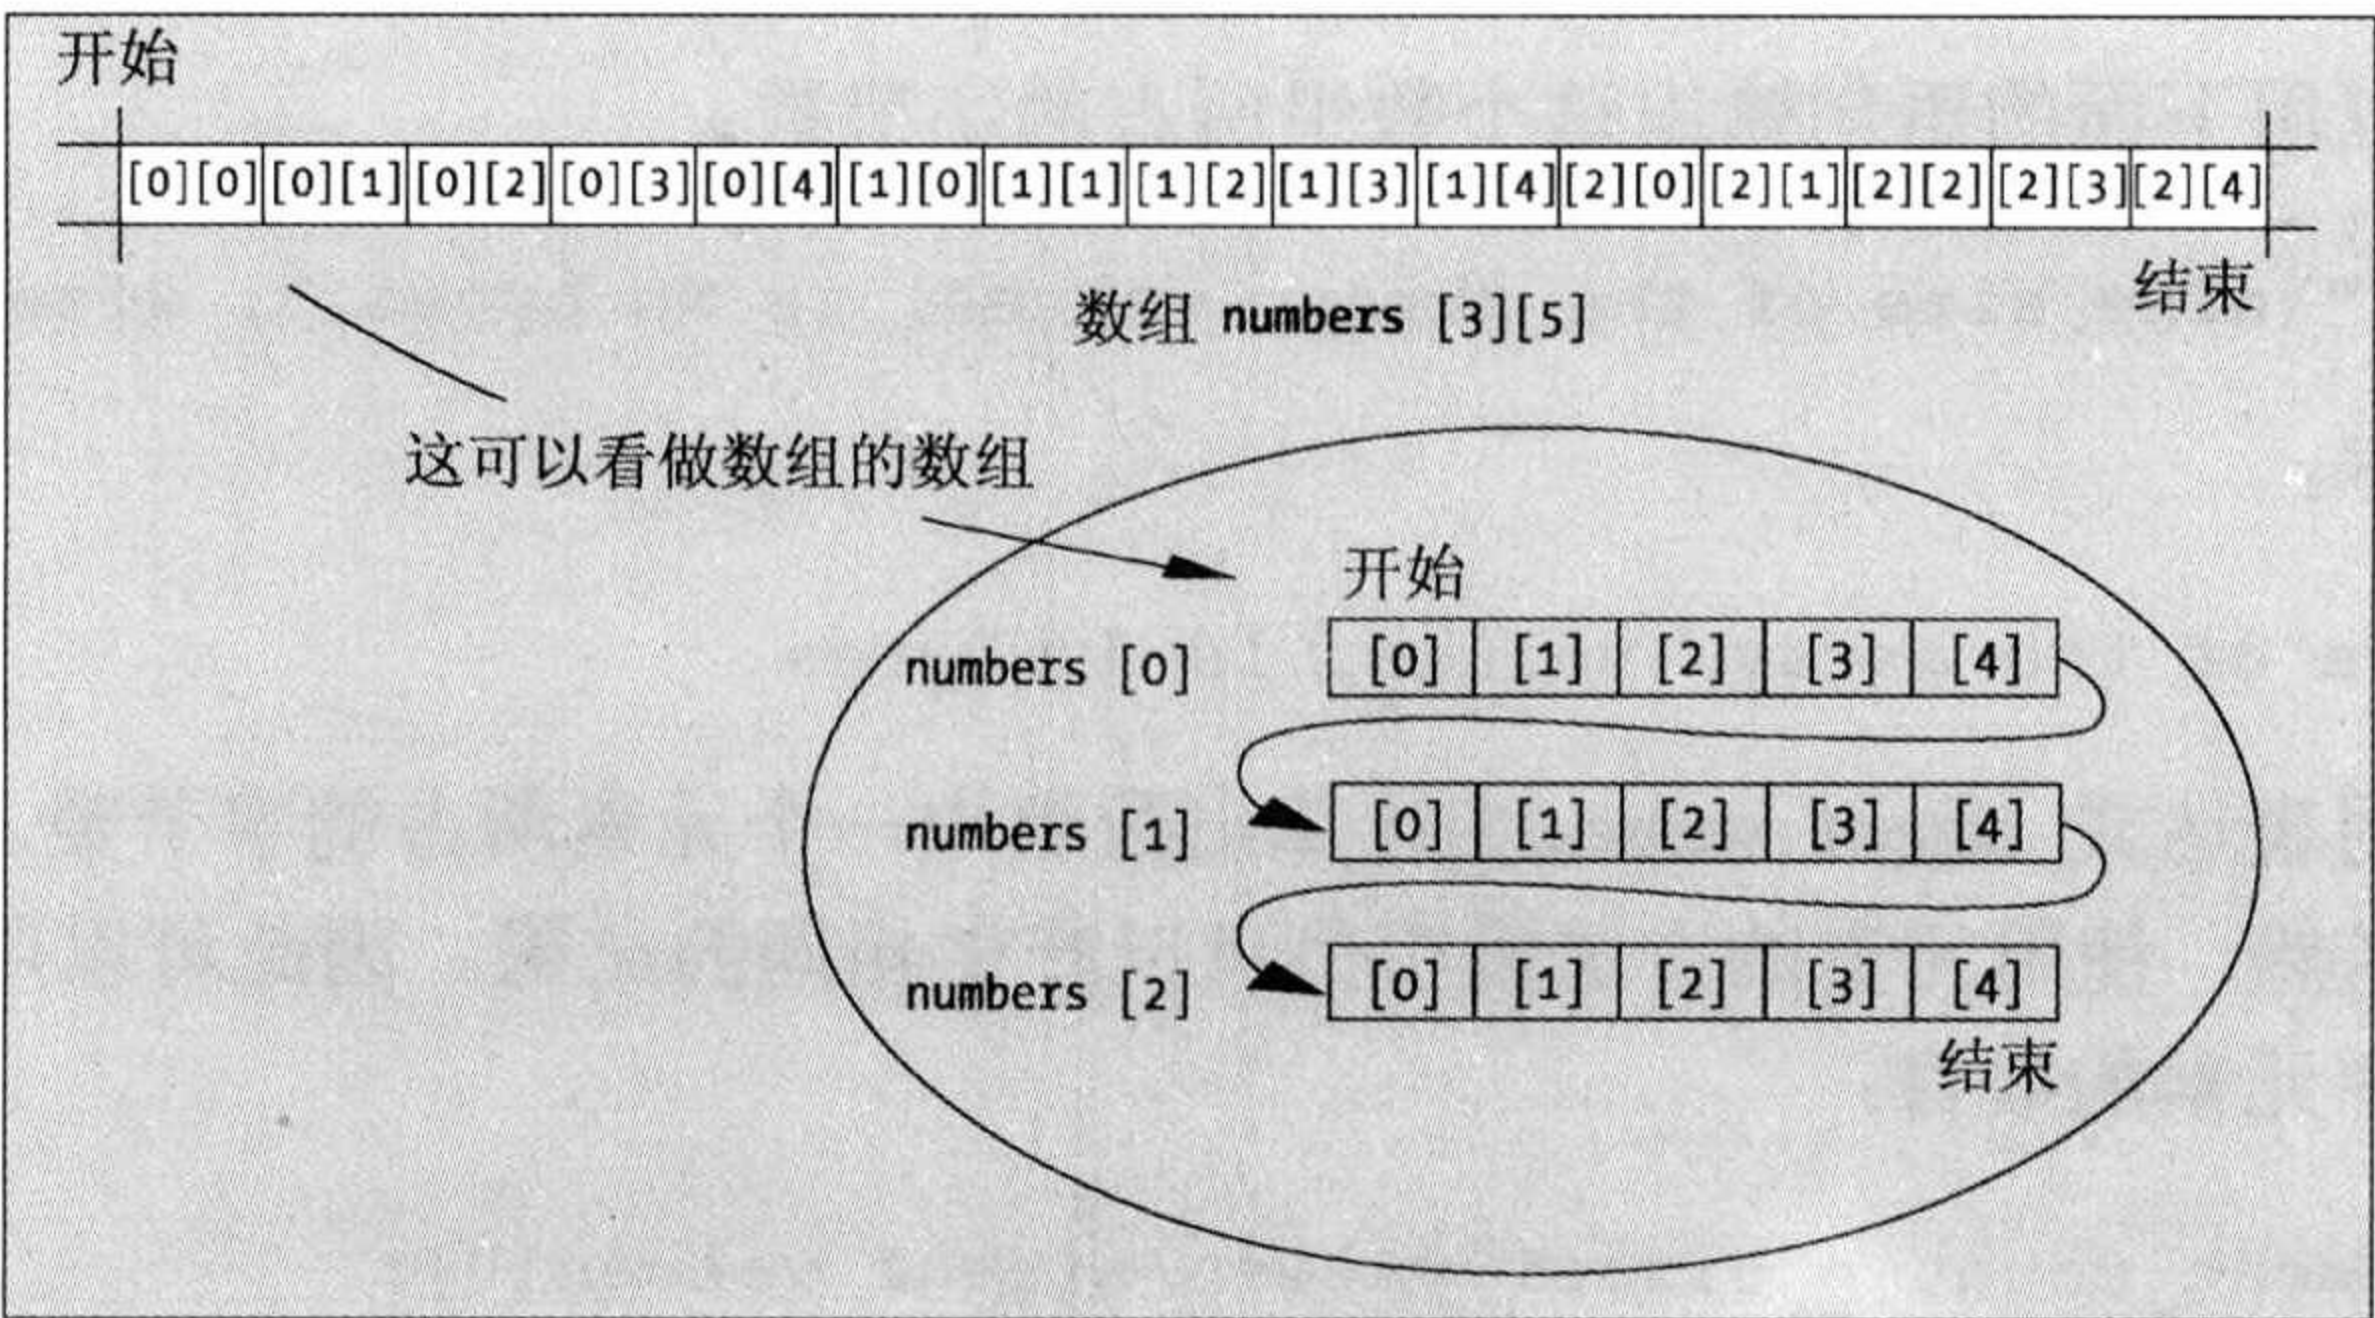 开始
[0][0] [0][1] [0][2] [0][3] [0][4] [1][0] [1][1] [1][2] [1][3] [1][4] [2][0] [2][1] [2][2] [2][3] [2][4]
结束
数组 numbers [3][5]
这可以看做数组的数组
开始
numbers [0] [0] [1] [2] [3] [4]
numbers [1] [0] [1] [2] [3] [4]
numbers [2] [0] [1] [2] [3] [4]
结束